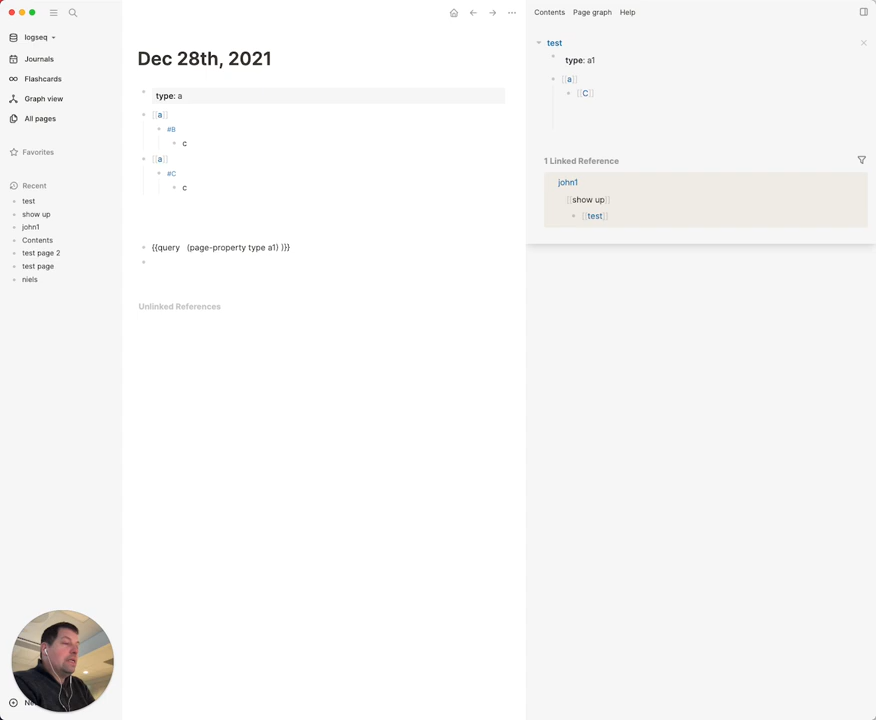 logseq
Journals
Flashcards
Graph view
All pages
Favorites
Recent
test
show up
john1
Contents
test page 2
test page
niels
Dec 28th, 2021
type: a
[[a]]
#B
c
[[a]]
#C
c
{{query (page-property type a1) )}}
Unlinked References
Contents Page graph Help
test
type: a1
[[a]]
[[C]]
1 Linked Reference
john1
[[show up]]
[[test]]